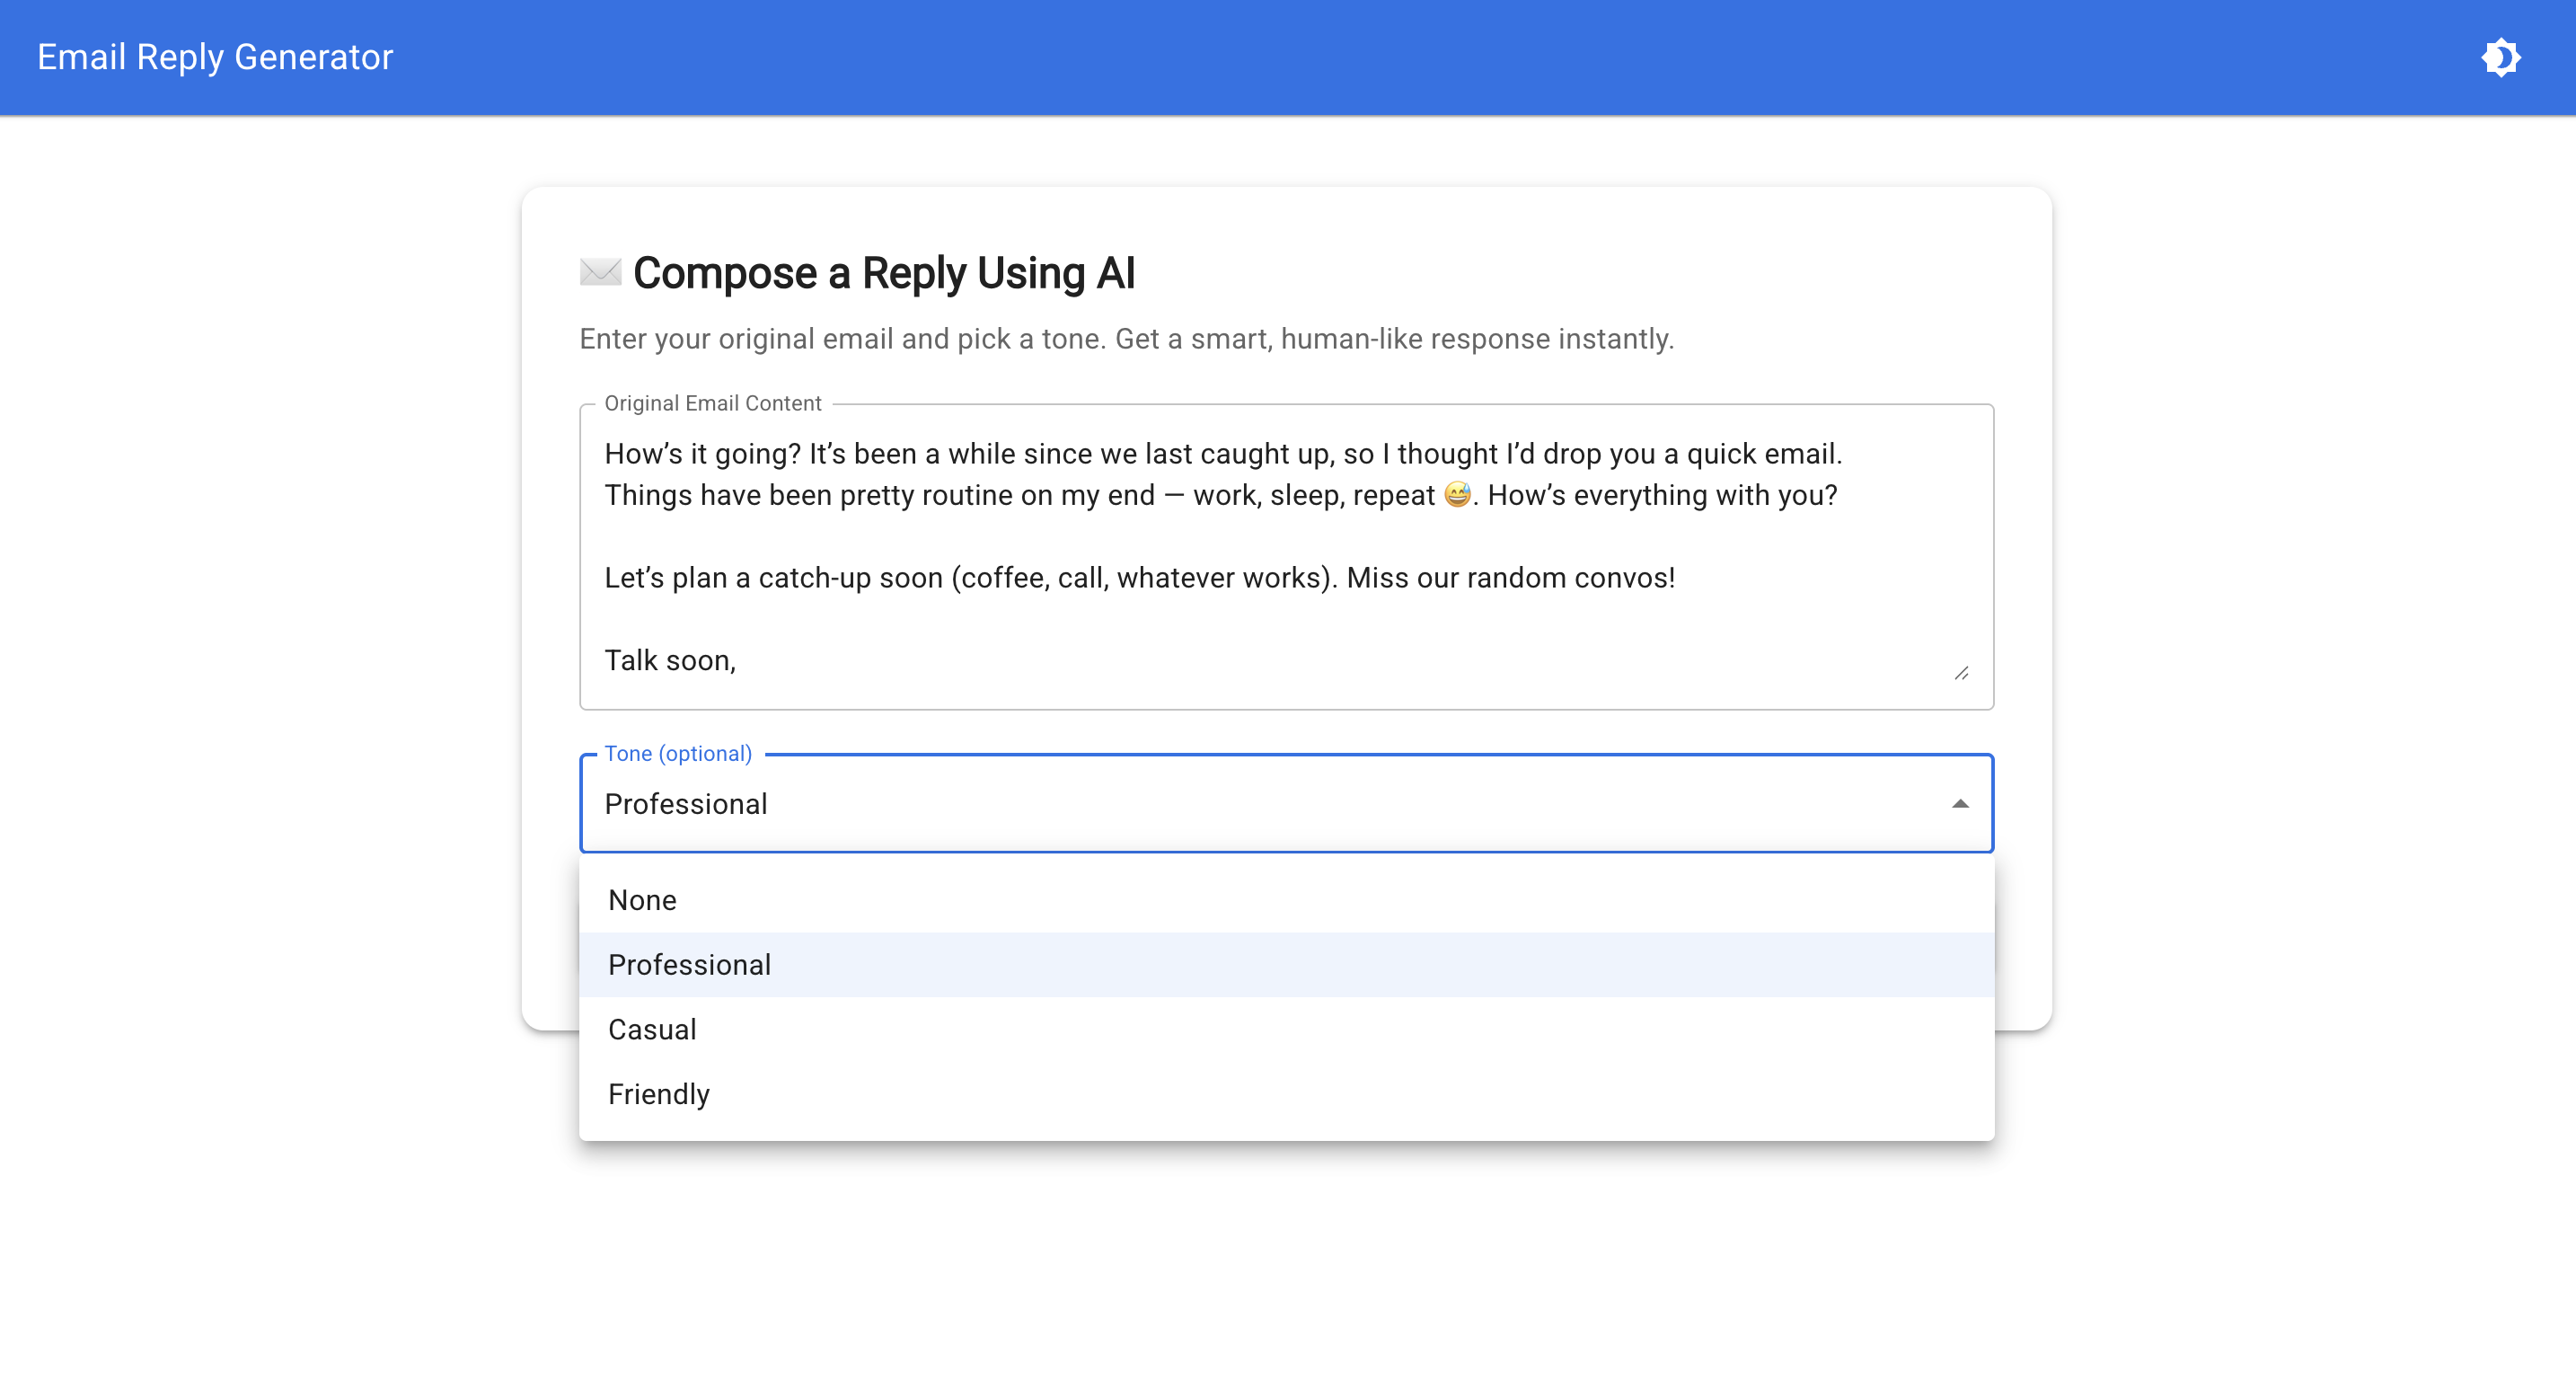 Email Reply Generator
✉️ Compose a Reply Using AI
Enter your original email and pick a tone. Get a smart, human-like response instantly.
Original Email Content
How’s it going? It’s been a while since we last caught up, so I thought I’d drop you a quick email.
Things have been pretty routine on my end — work, sleep, repeat 😅. How’s everything with you?
Let’s plan a catch-up soon (coffee, call, whatever works). Miss our random convos!
Talk soon,
Tone (optional)
Professional
None
Professional
Casual
Friendly